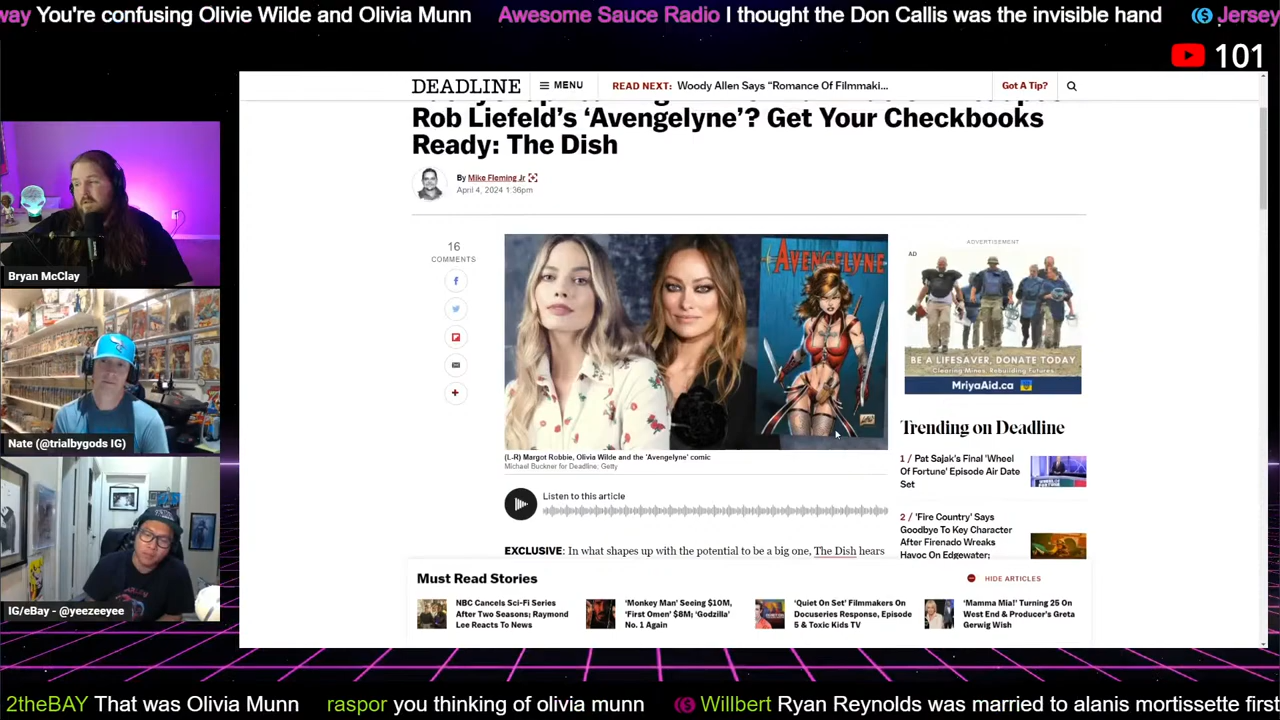 way You're confusing Olivie Wilde and Olivia Munn Awesome Sauce Radio I thought the Don Callis was the invisible hand Jersey
101
DEADLINE
MENU
READ NEXT: Woody Allen Says "Romance Of Filmmaki...
Got A Tip?
Rob Liefeld's 'Avengelyne'? Get Your Checkbooks
Ready: The Dish
By Mike Fleming Jr
April 4, 2024 1:36pm
16
COMMENTS
AVENGELYNE
(L-R) Margot Robbie, Olivia Wilde and the 'Avengelyne' comic
Michael Buckner for Deadline; Getty
Listen to this article
EXCLUSIVE: In what shapes up with the potential to be a big one, The Dish hears
ADVERTISEMENT
AD
BE A LIFESAVER, DONATE TODAY
Clearing Mines. Rebuilding Futures.
MriyaAid.ca
Trending on Deadline
1 / Pat Sajak's Final 'Wheel
Of Fortune' Episode Air Date
Set
2 / 'Fire Country' Says
Goodbye To Key Character
After Firenado Wreaks
Havoc On Edgewater;
Must Read Stories
HIDE ARTICLES
NBC Cancels Sci-Fi Series
After Two Seasons; Raymond
Lee Reacts To News
'Monkey Man' Seeing $10M,
'First Omen' $8M; 'Godzilla'
No. 1 Again
'Quiet On Set' Filmmakers On
Docuseries Response, Episode
5 & Toxic Kids TV
'Mamma Mia!' Turning 25 On
West End & Producer's Greta
Gerwig Wish
Bryan McClay
Nate (@trialbygods IG)
IG/eBay - @yeezeeyee
2theBAY That was Olivia Munn raspor you thinking of olivia munn Willbert Ryan Reynolds was married to alanis mortissette first